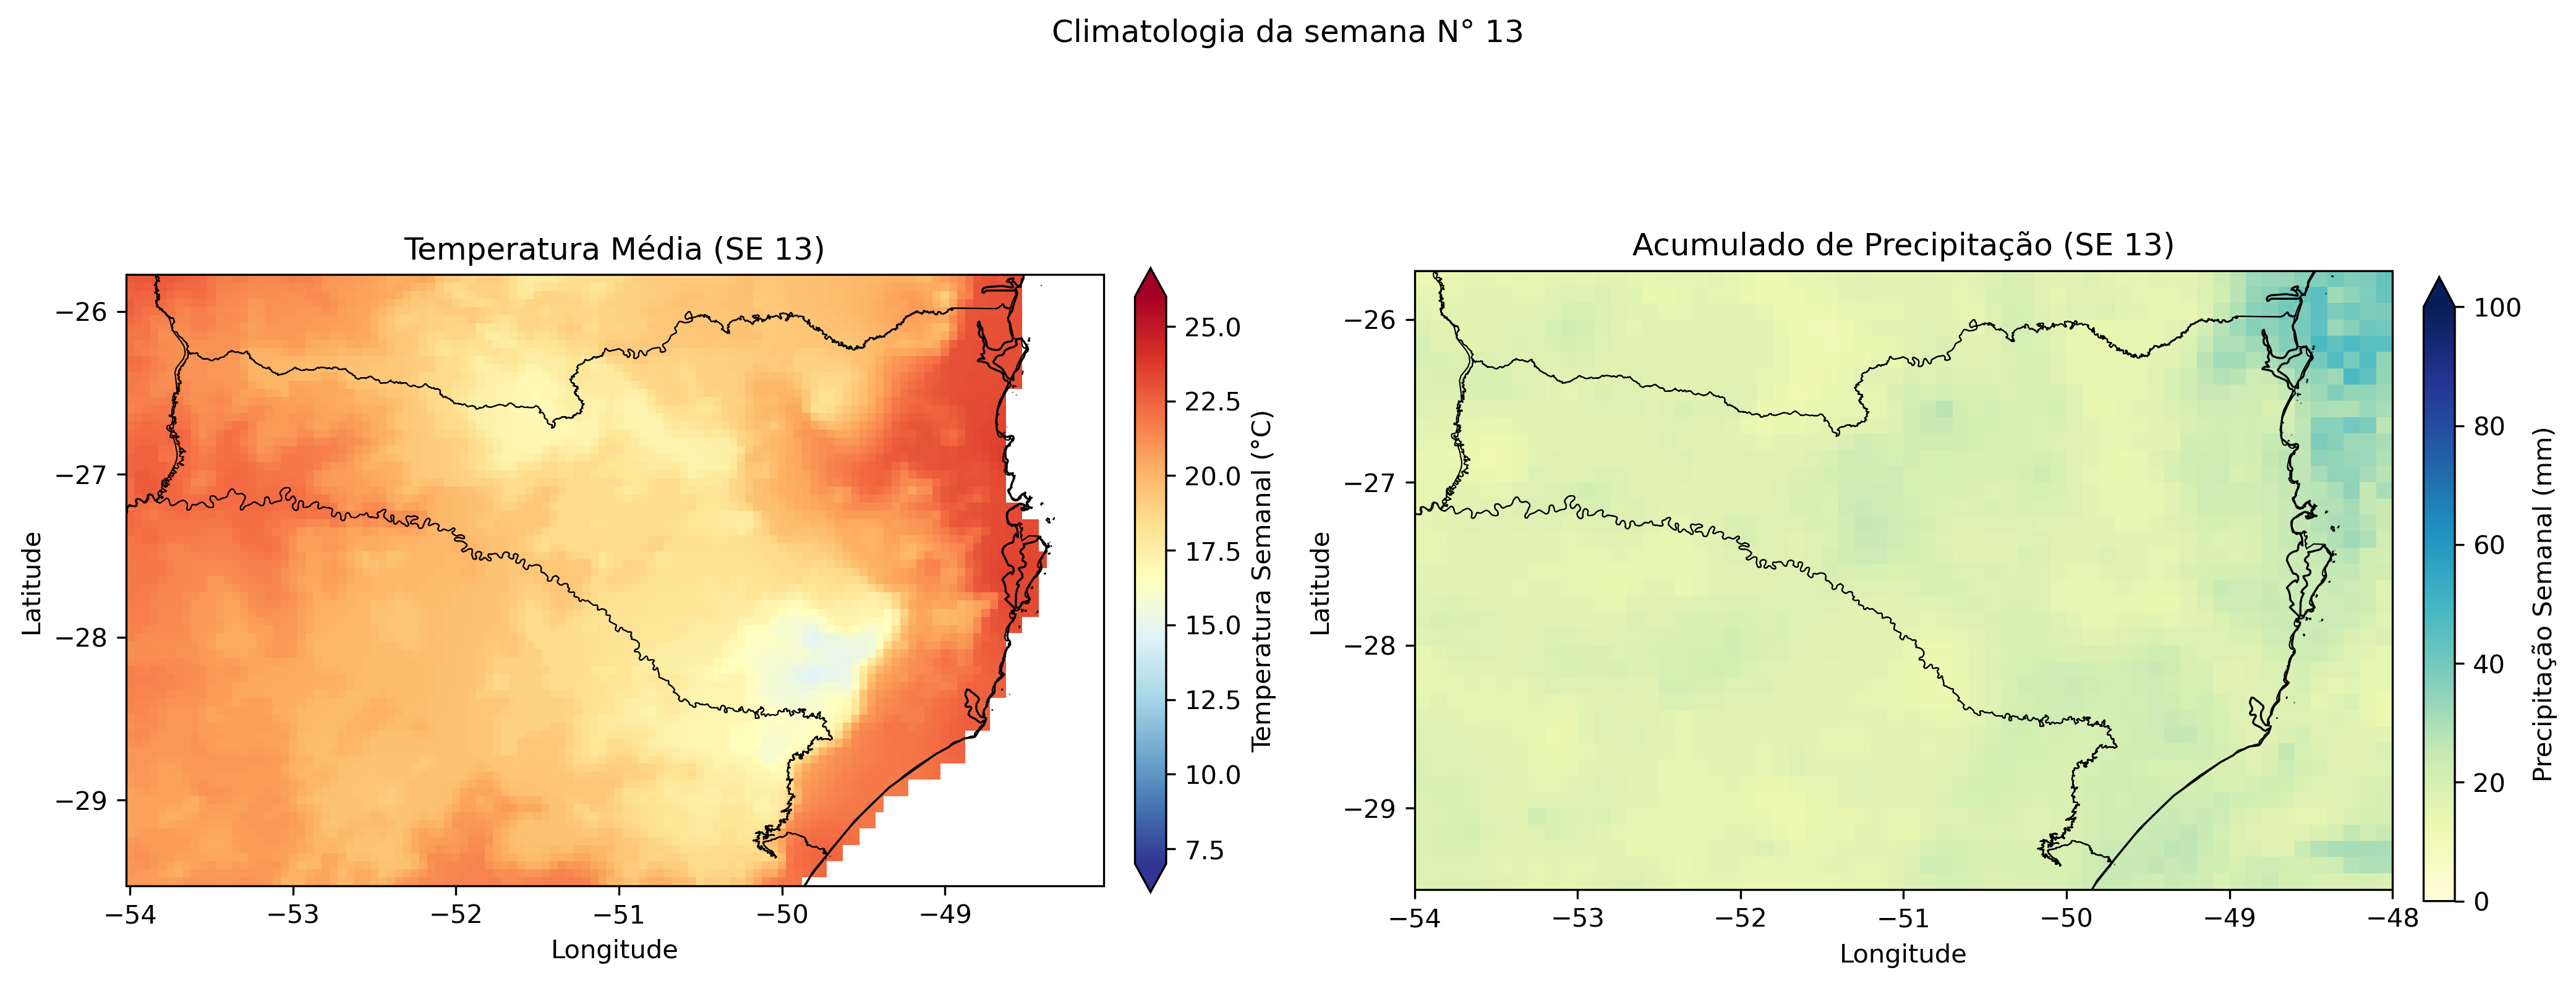 Climatologia da semana N° 13
Temperatura Média (SE 13)
−26
−27
−28
−29
Latitude
−54 −53 −52 −51 −50 −49
Longitude
25.0
22.5
20.0
17.5
15.0
12.5
10.0
7.5
Temperatura Semanal (°C)
Acumulado de Precipitação (SE 13)
−26
−27
−28
−29
Latitude
−54 −53 −52 −51 −50 −49 −48
Longitude
100
80
60
40
20
0
Precipitação Semanal (mm)